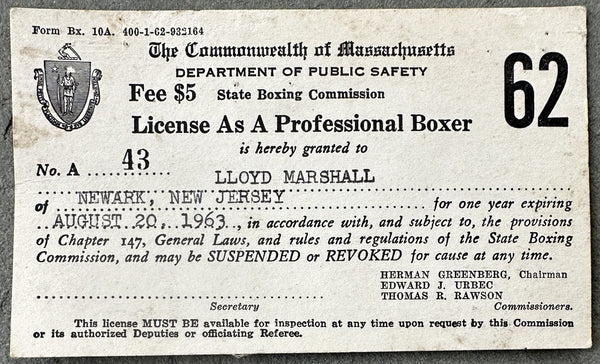 Form Bx. 10A. 400-1-62-932164
The Commonwealth of Massachusetts
DEPARTMENT OF PUBLIC SAFETY
Fee $5 State Boxing Commission
62
License As A Professional Boxer
is hereby granted to
No. A 43
LLOYD MARSHALL
of NEWARK, NEW JERSEY for one year expiring
AUGUST 20, 1963, in accordance with, and subject to, the provisions
of Chapter 147, General Laws, and rules and regulations of the State Boxing
Commission, and may be SUSPENDED or REVOKED for cause at any time.
HERMAN GREENBERG, Chairman
EDWARD J. URBEC
THOMAS R. RAWSON
Secretary Commissioners.
This license MUST BE available for inspection at any time upon request by this Commission
or its authorized Deputies or officiating Referee.